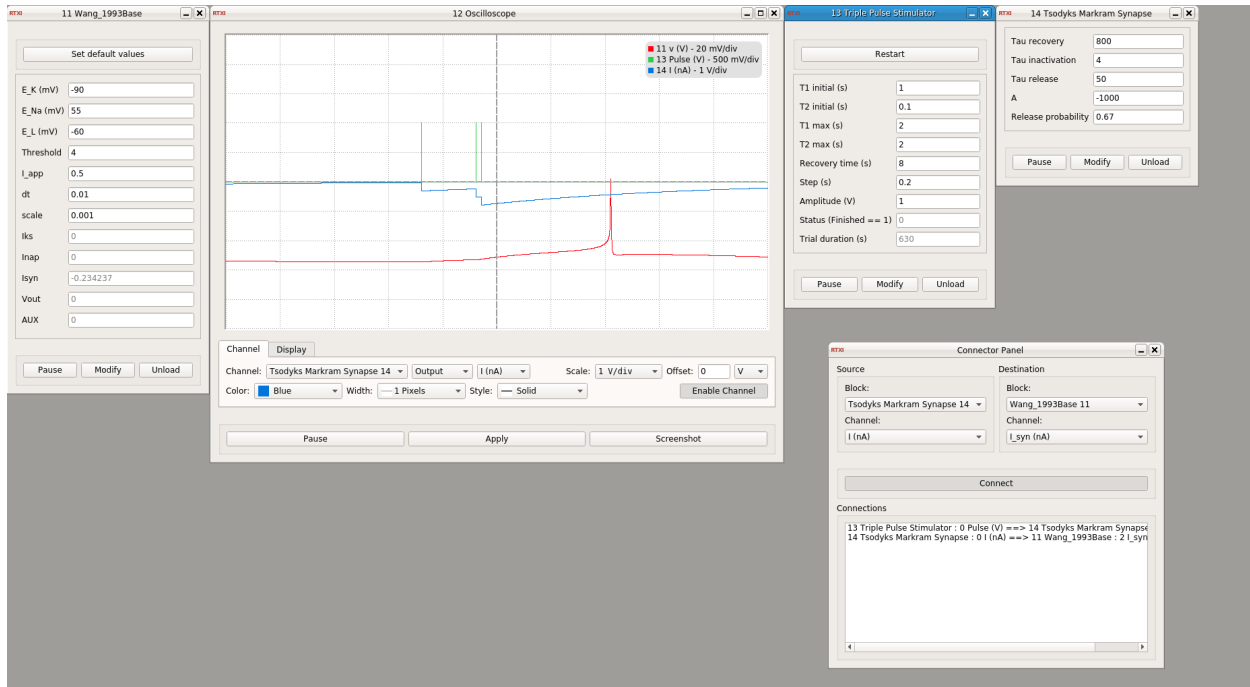 RTXI 11 Wang_1993Base
Set default values
E_K (mV) -90
E_Na (mV) 55
E_L (mV) -60
Threshold 4
I_app 0.5
dt 0.01
scale 0.001
Iks 0
Inap 0
Isyn -0.234237
Vout 0
AUX 0
Pause Modify Unload
RTXI 12 Oscilloscope
11 v (V) - 20 mV/div
13 Pulse (V) - 500 mV/div
14 I (nA) - 1 V/div
Channel Display
Channel: Tsodyks Markram Synapse 14 Output I (nA) Scale: 1 V/div Offset: 0 V
Color: Blue Width: 1 Pixels Style: Solid Enable Channel
Pause Apply Screenshot
RTXI 13 Triple Pulse Stimulator
Restart
T1 initial (s) 1
T2 initial (s) 0.1
T1 max (s) 2
T2 max (s) 2
Recovery time (s) 8
Step (s) 0.2
Amplitude (V) 1
Status (Finished == 1) 0
Trial duration (s) 630
Pause Modify Unload
RTXI 14 Tsodyks Markram Synapse
Tau recovery 800
Tau inactivation 4
Tau release 50
A -1000
Release probability 0.67
Pause Modify Unload
RTXI Connector Panel
Source Destination
Block: Block:
Tsodyks Markram Synapse 14 Wang_1993Base 11
Channel: Channel:
I (nA) I_syn (nA)
Connect
Connections
13 Triple Pulse Stimulator : 0 Pulse (V) ==> 14 Tsodyks Markram Synapse
14 Tsodyks Markram Synapse : 0 I (nA) ==> 11 Wang_1993Base : 2 I_syn